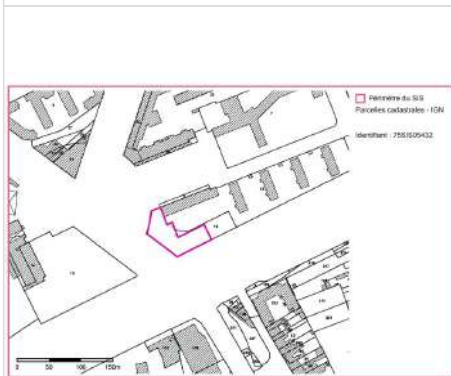 Périmètre du SIS
Parcelles cadastrales - IGN
Identifiant : 75SIS05432
0 50 100 150m